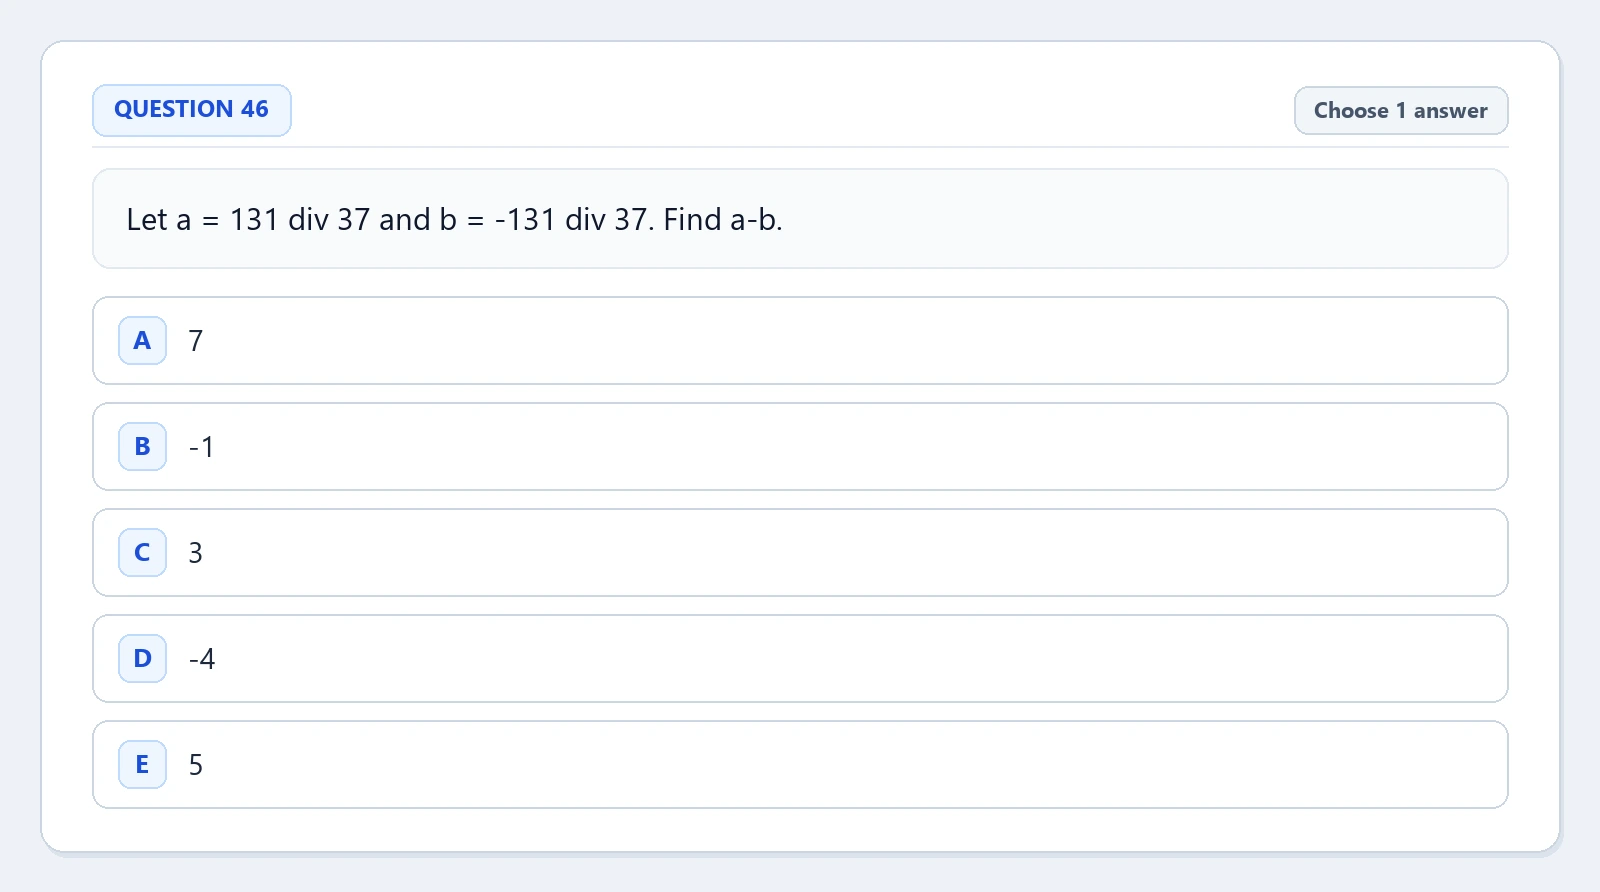 QUESTION 46
Choose 1 answer
Let a = 131 div 37 and b = -131 div 37. Find a-b.
A 7
B -1
C 3
D -4
E 5